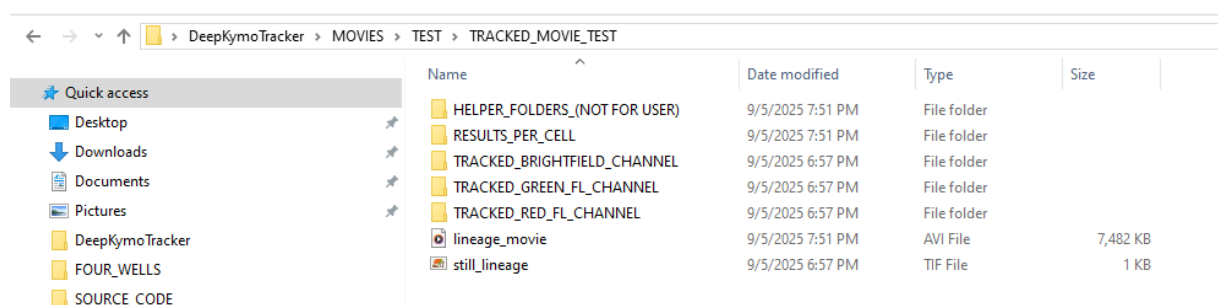 DeepKymoTracker > MOVIES > TEST > TRACKED_MOVIE_TEST
Name Date modified Type Size
Quick access
Desktop
Downloads
Documents
Pictures
DeepKymoTracker
FOUR_WELLS
SOURCE CODE
HELPER_FOLDERS_(NOT FOR USER) 9/5/2025 7:51 PM File folder
RESULTS_PER_CELL 9/5/2025 7:51 PM File folder
TRACKED_BRIGHTFIELD_CHANNEL 9/5/2025 6:57 PM File folder
TRACKED_GREEN_FL_CHANNEL 9/5/2025 6:57 PM File folder
TRACKED_RED_FL_CHANNEL 9/5/2025 6:57 PM File folder
lineage_movie 9/5/2025 7:51 PM AVI File 7,482 KB
still_lineage 9/5/2025 6:57 PM TIF File 1 KB